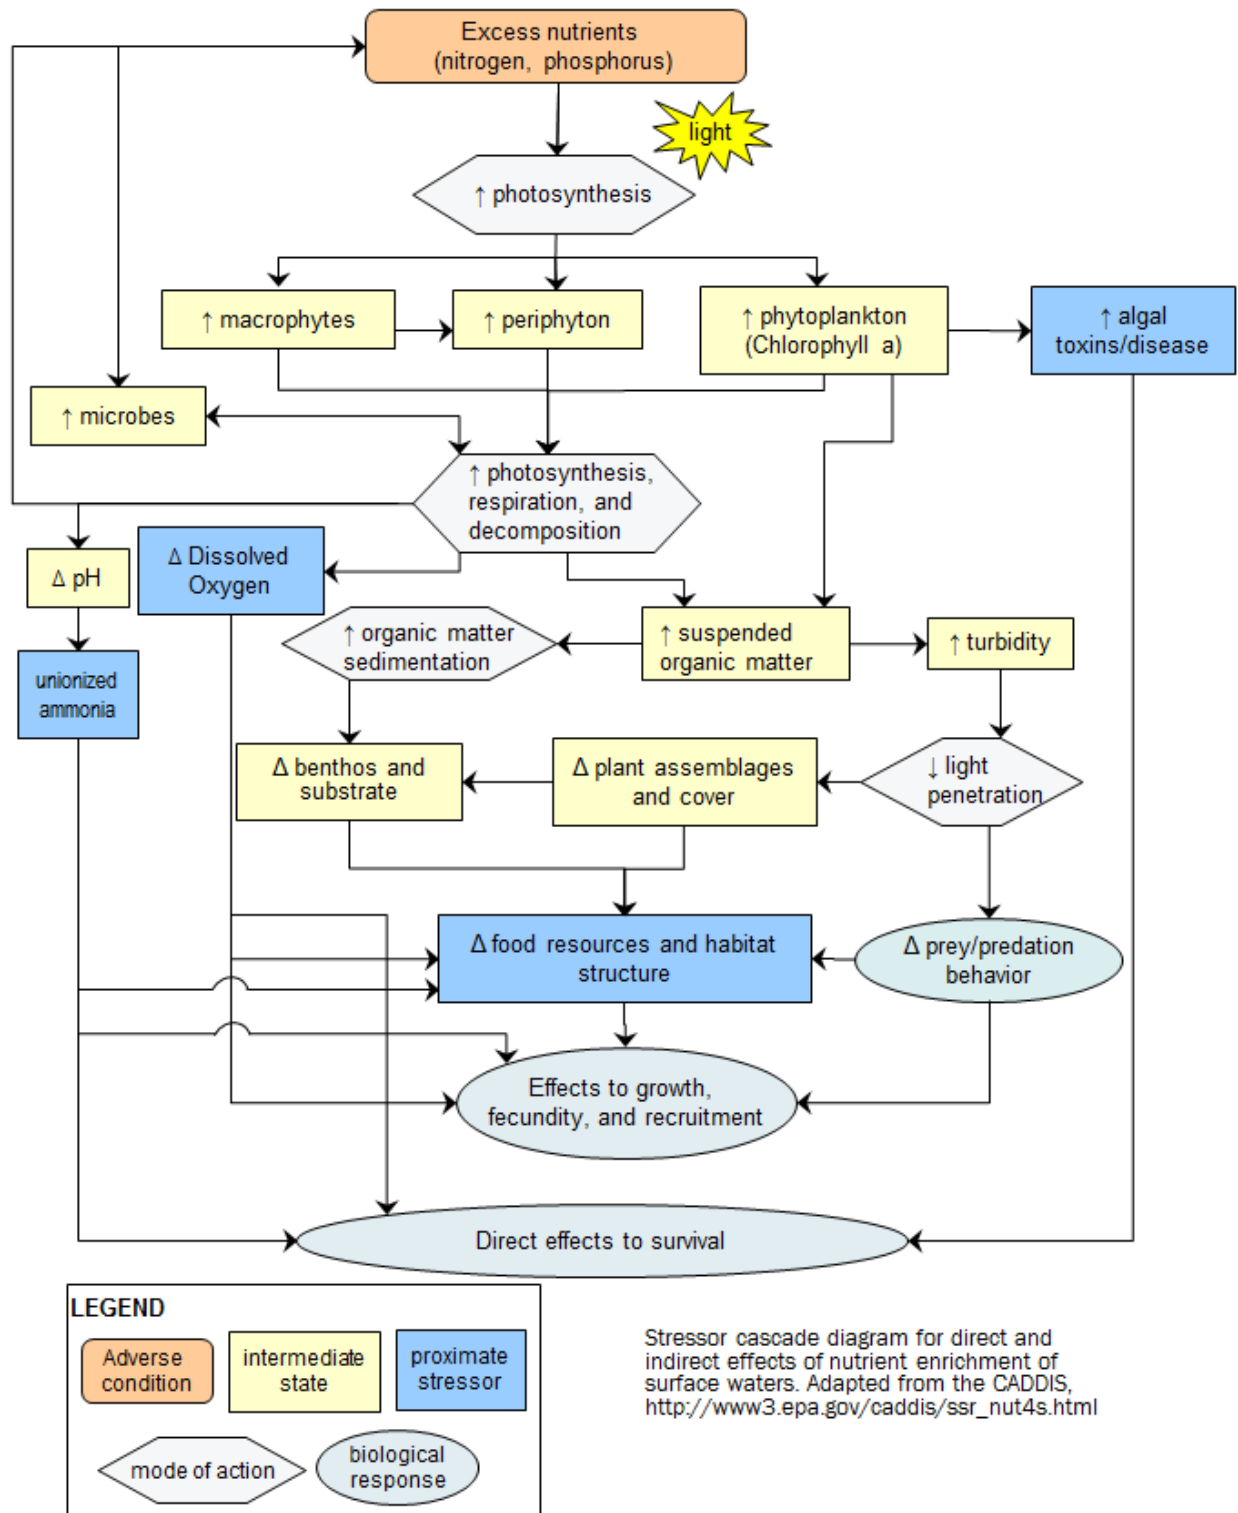 Excess nutrients
(nitrogen, phosphorus)
light
↑ photosynthesis
↑ macrophytes
↑ periphyton
↑ phytoplankton
(Chlorophyll a)
↑ algal
toxins/disease
↑ microbes
↑ photosynthesis,
respiration, and
decomposition
Δ pH
Δ Dissolved
Oxygen
↑ organic matter
sedimentation
↑ suspended
organic matter
↑ turbidity
unionized
ammonia
Δ benthos and
substrate
Δ plant assemblages
and cover
↓ light
penetration
Δ food resources and habitat
structure
Δ prey/predation
behavior
Effects to growth,
fecundity, and recruitment
Direct effects to survival
LEGEND
Adverse
condition
intermediate
state
proximate
stressor
mode of action
biological
response
Stressor cascade diagram for direct and
indirect effects of nutrient enrichment of
surface waters. Adapted from the CADDIS,
http://www3.epa.gov/caddis/ssr_nut4s.html